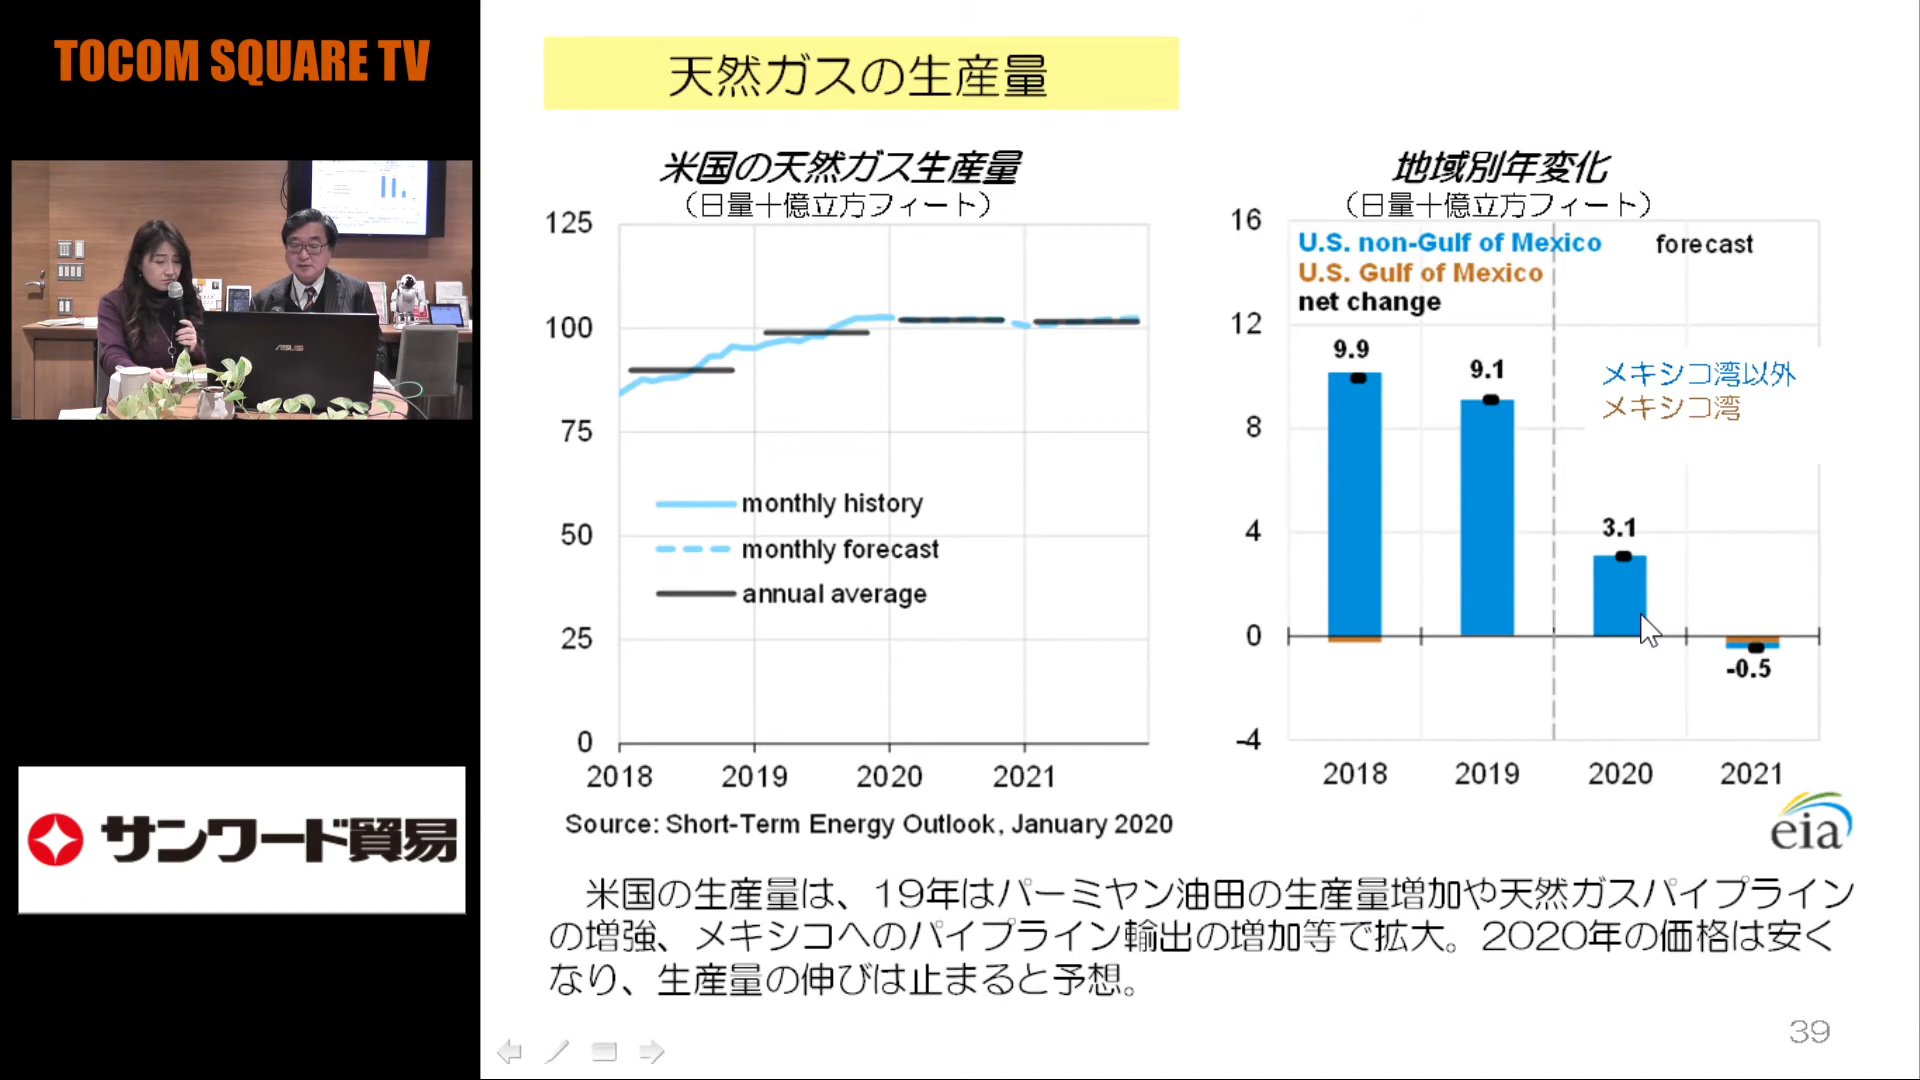 TOCOM SQUARE TV
ASUS
サンワード貿易
天然ガスの生産量
米国の天然ガス生産量
（日量十億立方フィート）
125
100
75
50
25
0
monthly history
monthly forecast
annual average
2018 2019 2020 2021
Source: Short-Term Energy Outlook, January 2020
地域別年変化
（日量十億立方フィート）
16
12
8
4
0
-4
U.S. non-Gulf of Mexico
U.S. Gulf of Mexico
net change
forecast
メキシコ湾以外
メキシコ湾
9.9
9.1
3.1
-0.5
2018 2019 2020 2021
eia
米国の生産量は、19年はパーミヤン油田の生産量増加や天然ガスパイプライン
の増強、メキシコへのパイプライン輸出の増加等で拡大。2020年の価格は安く
なり、生産量の伸びは止まると予想。
39